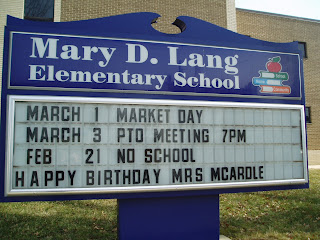 Mary D. Lang
Elementary School
MARCH 1 MARKET DAY
MARCH 3 PTO MEETING 7PM
FEB 21 NO SCHOOL
HAPPY BIRTHDAY MRS MCARDLE